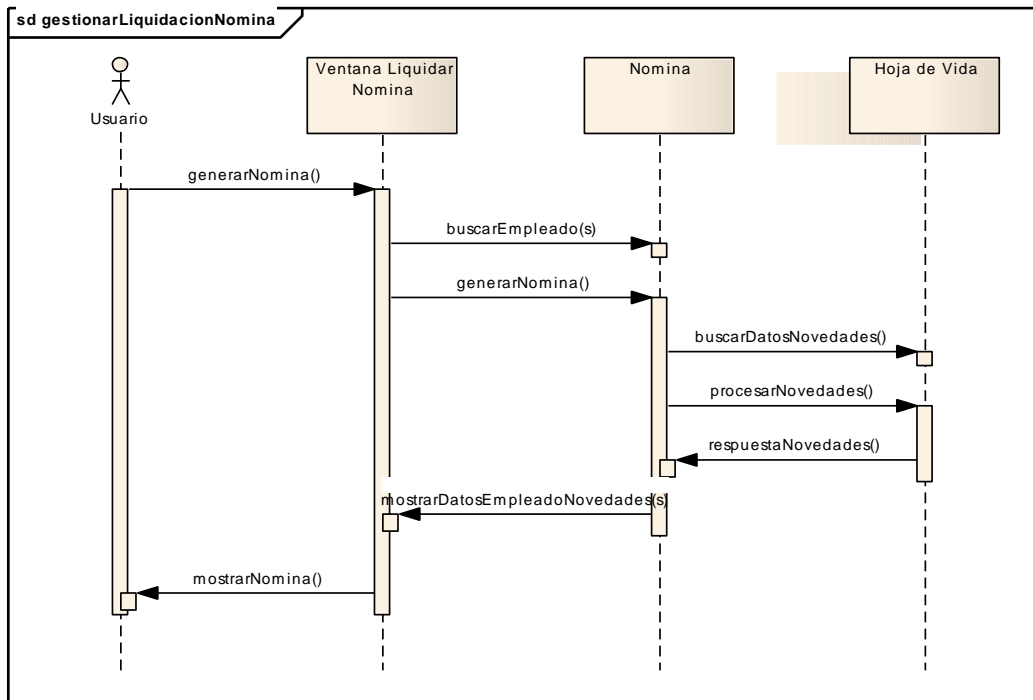 sd gestionarLiquidacionNomina
Usuario
Ventana Liquidar
Nomina
Nomina
Hoja de Vida
generarNomina()
buscarEmpleado(s)
generarNomina()
buscarDatosNovedades()
procesarNovedades()
respuestaNovedades()
mostrarDatosEmpleadoNovedades(s)
mostrarNomina()